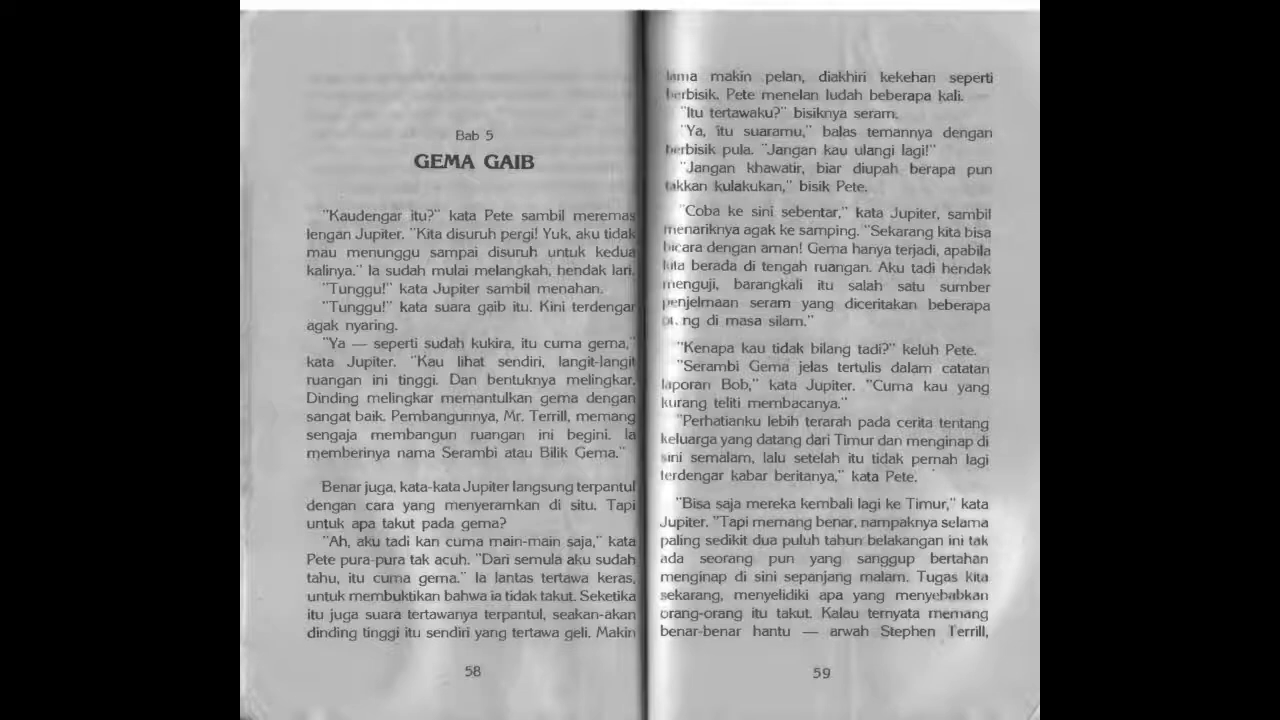 Bab 5
GEMA GAIB
"Kaudengar itu?" kata Pete sambil meremas
lengan Jupiter. "Kita disuruh pergi! Yuk, aku tidak
mau menunggu sampai disuruh untuk kedua
kalinya." Ia sudah mulai melangkah, hendak lari.
"Tunggu!" kata Jupiter sambil menahan.
"Tunggu!" kata suara gaib itu. Kini terdengar
agak nyaring.
"Ya — seperti sudah kukira, itu cuma gema,"
kata Jupiter. "Kau lihat sendiri, langit-langit
ruangan ini tinggi. Dan bentuknya melingkar.
Dinding melingkar memantulkan gema dengan
sangat baik. Pembangunnya, Mr. Terrill, memang
sengaja membangun ruangan ini begini. Ia
memberinya nama Serambi atau Bilik Gema."
Benar juga, kata-kata Jupiter langsung terpantul
dengan cara yang menyeramkan di situ. Tapi
untuk apa takut pada gema?
"Ah, aku tadi kan cuma main-main saja," kata
Pete pura-pura tak acuh. "Dari semula aku sudah
tahu, itu cuma gema." Ia lantas tertawa keras,
untuk membuktikan bahwa ia tidak takut. Seketika
itu juga suara tertawanya terpantul, seakan-akan
dinding tinggi itu sendiri yang tertawa geli. Makin
58
lama makin pelan, diakhiri kekehan seperti
berbisik. Pete menelan ludah beberapa kali.
"Itu tertawaku?" bisiknya seram.
"Ya, itu suaramu," balas temannya dengan
berbisik pula. "Jangan kau ulangi lagi!"
"Jangan khawatir, biar diupah berapa pun
takkan kulakukan," bisik Pete.
"Coba ke sini sebentar," kata Jupiter, sambil
menariknya agak ke samping. "Sekarang kita bisa
bicara dengan aman! Gema hanya terjadi, apabila
kita berada di tengah ruangan. Aku tadi hendak
menguji, barangkali itu salah satu sumber
penjelmaan seram yang diceritakan beberapa
orang di masa silam."
"Kenapa kau tidak bilang tadi?" keluh Pete.
"Serambi Gema jelas tertulis dalam catatan
laporan Bob," kata Jupiter. "Cuma kau yang
kurang teliti membacanya."
"Perhatianku lebih terarah pada cerita tentang
keluarga yang datang dari Timur dan menginap di
sini semalam, lalu setelah itu tidak pernah lagi
terdengar kabar beritanya," kata Pete.
"Bisa saja mereka kembali lagi ke Timur," kata
Jupiter. "Tapi memang benar, nampaknya selama
paling sedikit dua puluh tahun belakangan ini tak
ada seorang pun yang sanggup bertahan
menginap di sini sepanjang malam. Tugas kita
sekarang, menyelidiki apa yang menyebabkan
orang-orang itu takut. Kalau ternyata memang
benar-benar hantu — arwah Stephen Terrill,
59